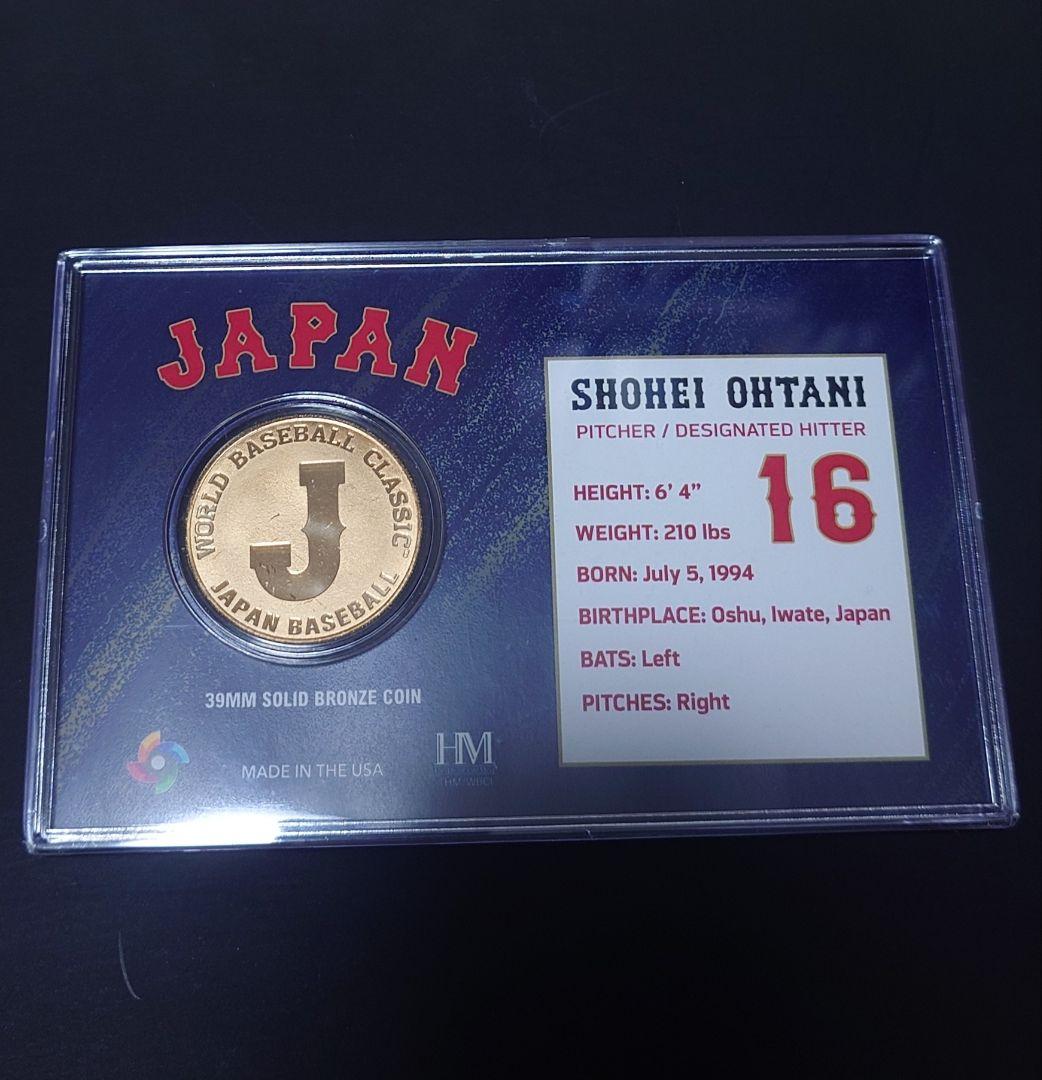 JAPAN
WORLD BASEBALL CLASSIC™
J
JAPAN BASEBALL
39MM SOLID BRONZE COIN
MADE IN THE USA
HM
SHOHEI OHTANI
PITCHER / DESIGNATED HITTER
16
HEIGHT: 6' 4"
WEIGHT: 210 lbs
BORN: July 5, 1994
BIRTHPLACE: Oshu, Iwate, Japan
BATS: Left
PITCHES: Right